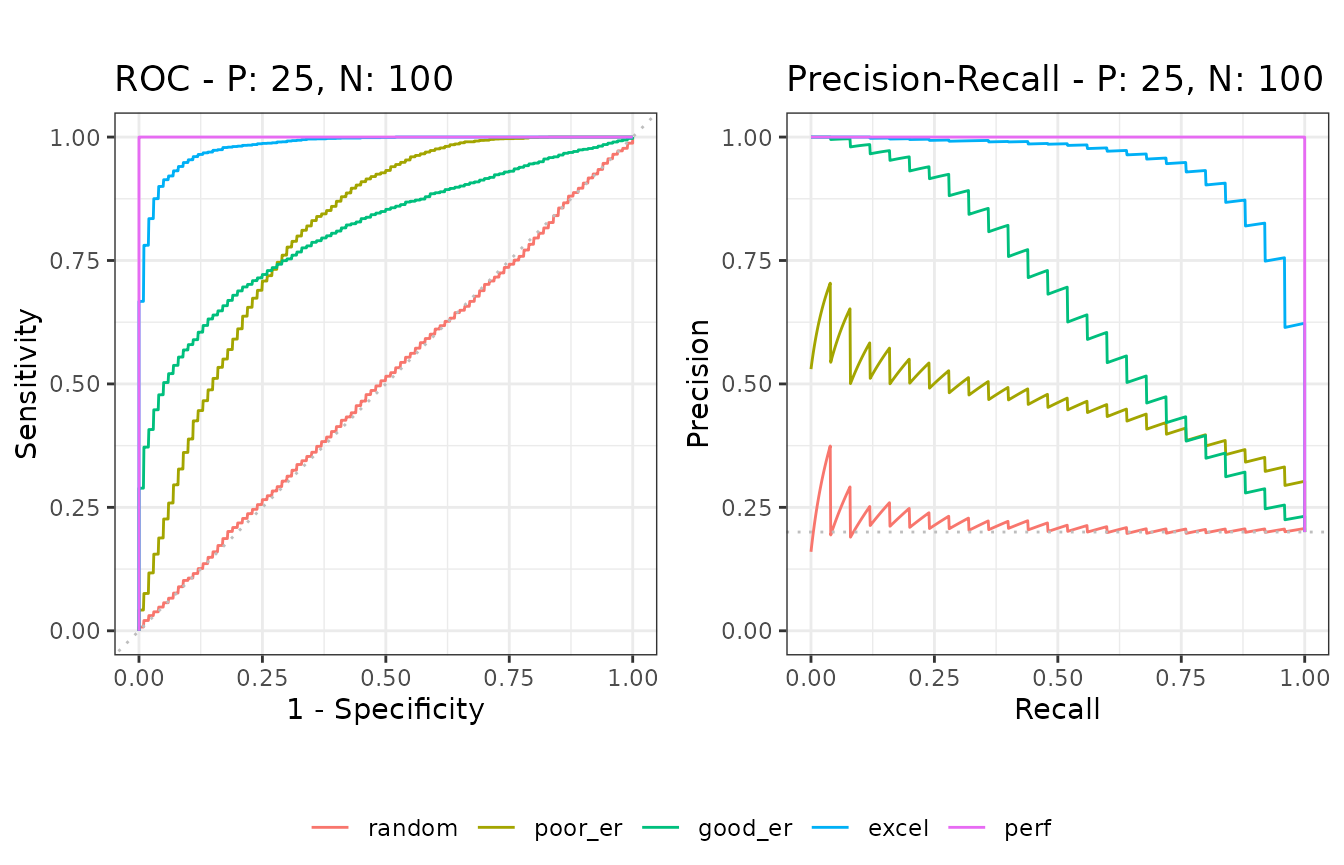 ROC - P: 25, N: 100
Sensitivity
1.00
0.75
0.50
0.25
0.00
0.00 0.25 0.50 0.75 1.00
1 - Specificity
Precision-Recall - P: 25, N: 100
Precision
1.00
0.75
0.50
0.25
0.00
0.00 0.25 0.50 0.75 1.00
Recall
random poor_er good_er excel perf